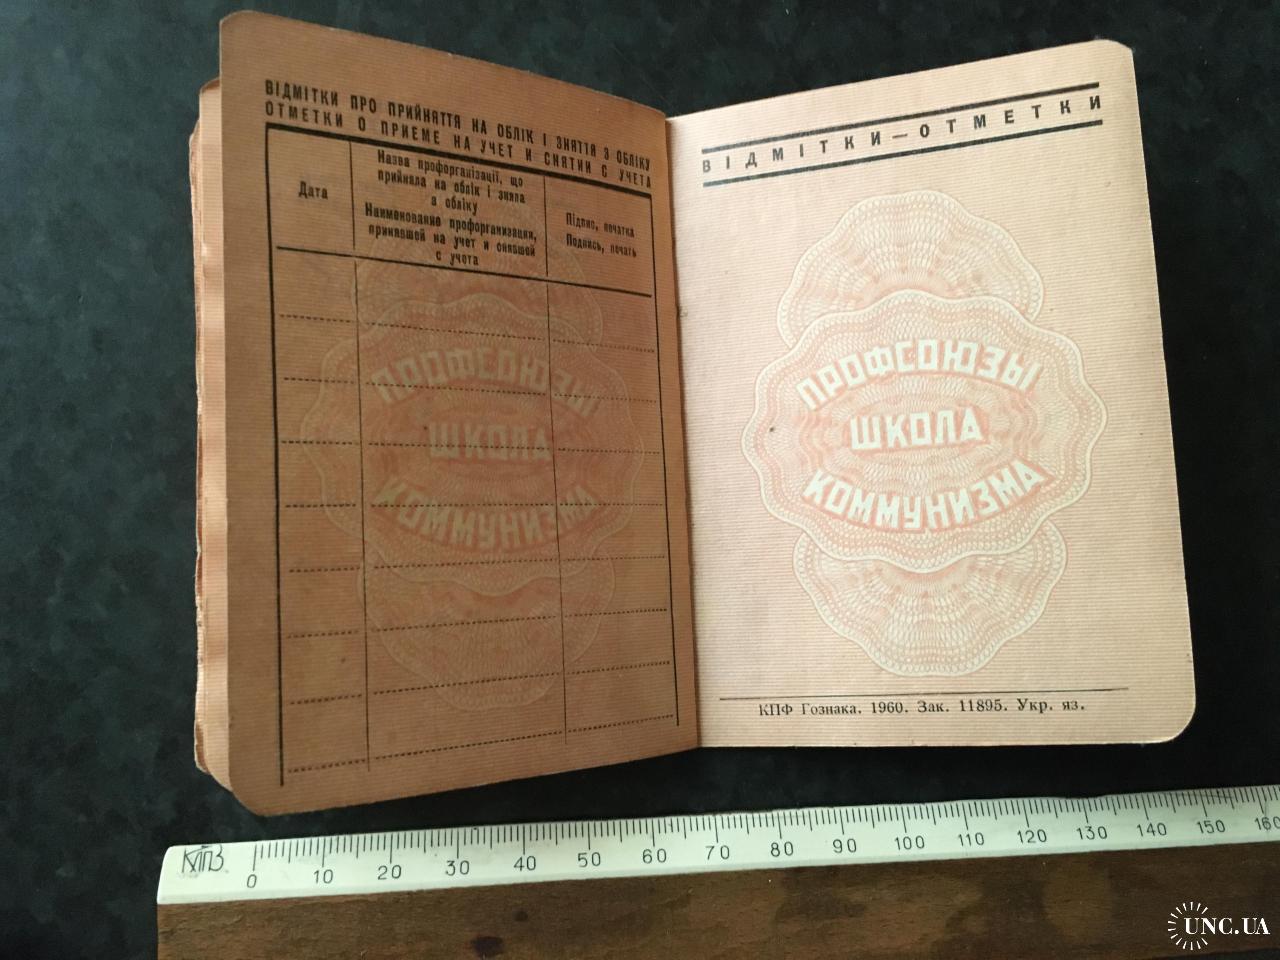 ВІДМІТКИ ПРО ПРИЙНЯТТЯ НА ОБЛІК І ЗНЯТТЯ З ОБЛІКУ
ОТМЕТКИ О ПРИЕМЕ НА УЧЕТ И СНЯТИИ С УЧЕТА
Дата
Назва профорганізації, що
прийняла на облік і зняла
з обліку
Наименование профорганизации,
принявшей на учет и снявшей
с учета
Підпис, печатка
Подпись, печать
ПРОФСОЮЗЫ
ШКОЛА
КОММУНИЗМА
ВІДМІТКИ—ОТМЕТКИ
ПРОФСОЮЗЫ
ШКОЛА
КОММУНИЗМА
КПФ Гознака. 1960. Зак. 11895. Укр. яз.
0 10 20 30 40 50 60 70 80 90 100 110 120 130 140 150 160
UNC.UA